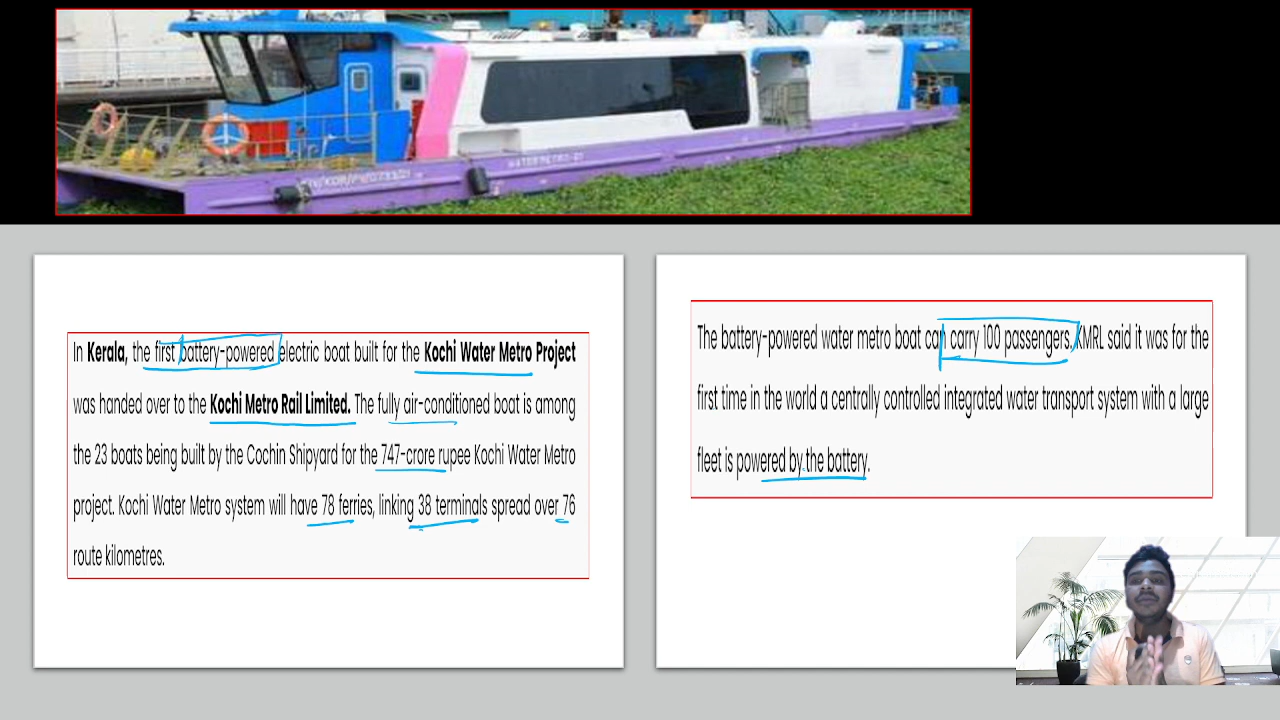 WATER METRO-21
In Kerala, the first battery-powered electric boat built for the Kochi Water Metro Project
was handed over to the Kochi Metro Rail Limited. The fully air-conditioned boat is among
the 23 boats being built by the Cochin Shipyard for the 747-crore rupee Kochi Water Metro
project. Kochi Water Metro system will have 78 ferries, linking 38 terminals spread over 76
route kilometres.
The battery-powered water metro boat can carry 100 passengers. KMRL said it was for the
first time in the world a centrally controlled integrated water transport system with a large
fleet is powered by the battery.